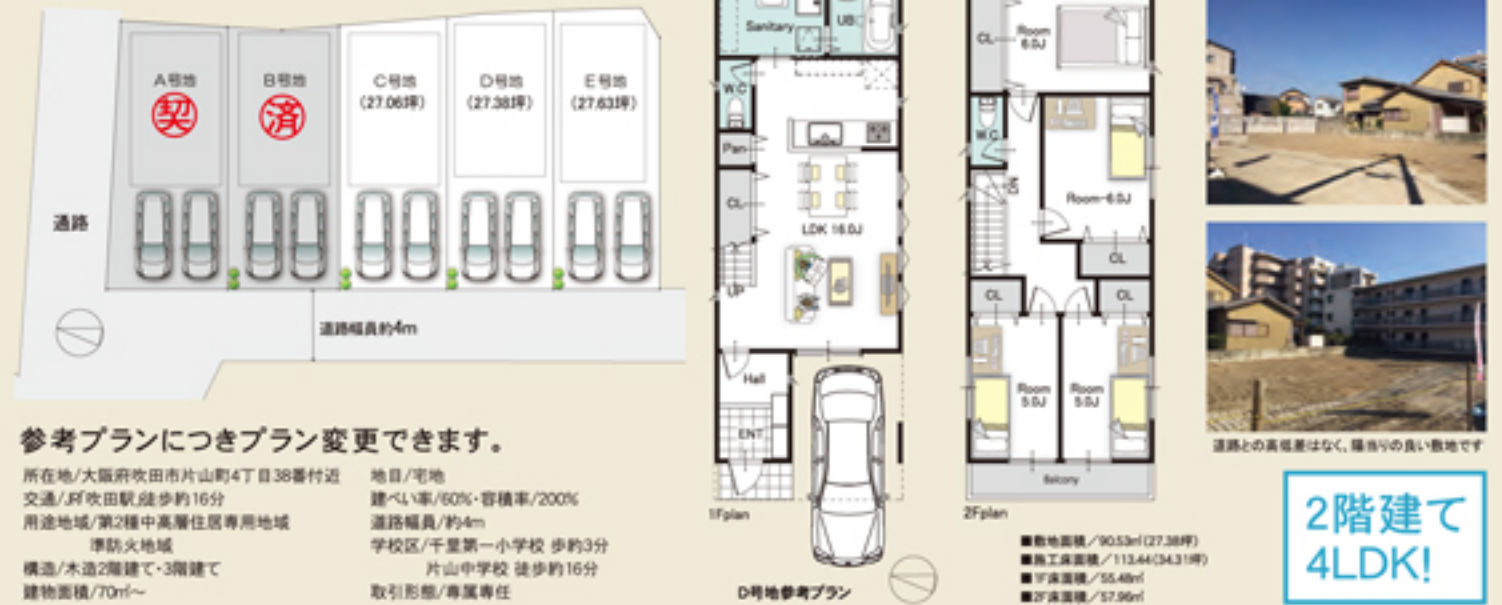 A号地
契
B号地
済
C号地
(27.06坪)
D号地
(27.38坪)
E号地
(27.63坪)
通路
道路幅員約4m
参考プランにつきプラン変更できます。
所在地/大阪府吹田市片山町4丁目38番付近
交通/JR「吹田駅」徒歩約16分
用途地域/第2種中高層住居専用地域
準防火地域
構造/木造2階建て・3階建て
建物面積/70㎡～
地目/宅地
建ぺい率/60%・容積率/200%
道路幅員/約4m
学校区/千里第一小学校 歩約3分
片山中学校 徒歩約16分
取引形態/専属専任
Sanitary
UB
W.C
Pan
CL
LDK 16.0J
UP
Hall
ENT
1Fplan
D号地参考プラン
CL
Room
6.0J
W.C
DN
Room-6.0J
CL
CL
CL
Room
5.0J
Room
5.0J
Balcony
2Fplan
■敷地面積／90.53㎡(27.38坪)
■施工床面積／113.44(34.31坪)
■1F床面積／55.48㎡
■2F床面積／57.96㎡
道路との高低差はなく、陽当りの良い敷地です
2階建て
4LDK!